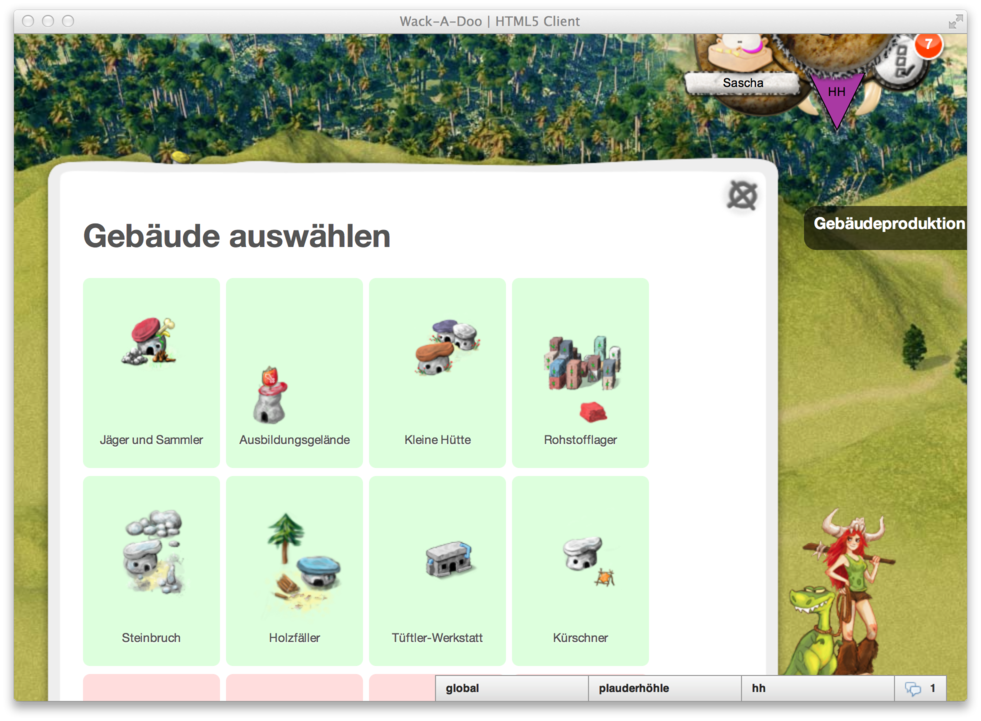 Wack-A-Doo | HTML5 Client
7
Sascha
HH
Gebäudeproduktion
Gebäude auswählen
Jäger und Sammler
Ausbildungsgelände
Kleine Hütte
Rohstofflager
Steinbruch
Holzfäller
Tüftler-Werkstatt
Kürschner
global
plauderhöhle
hh
1